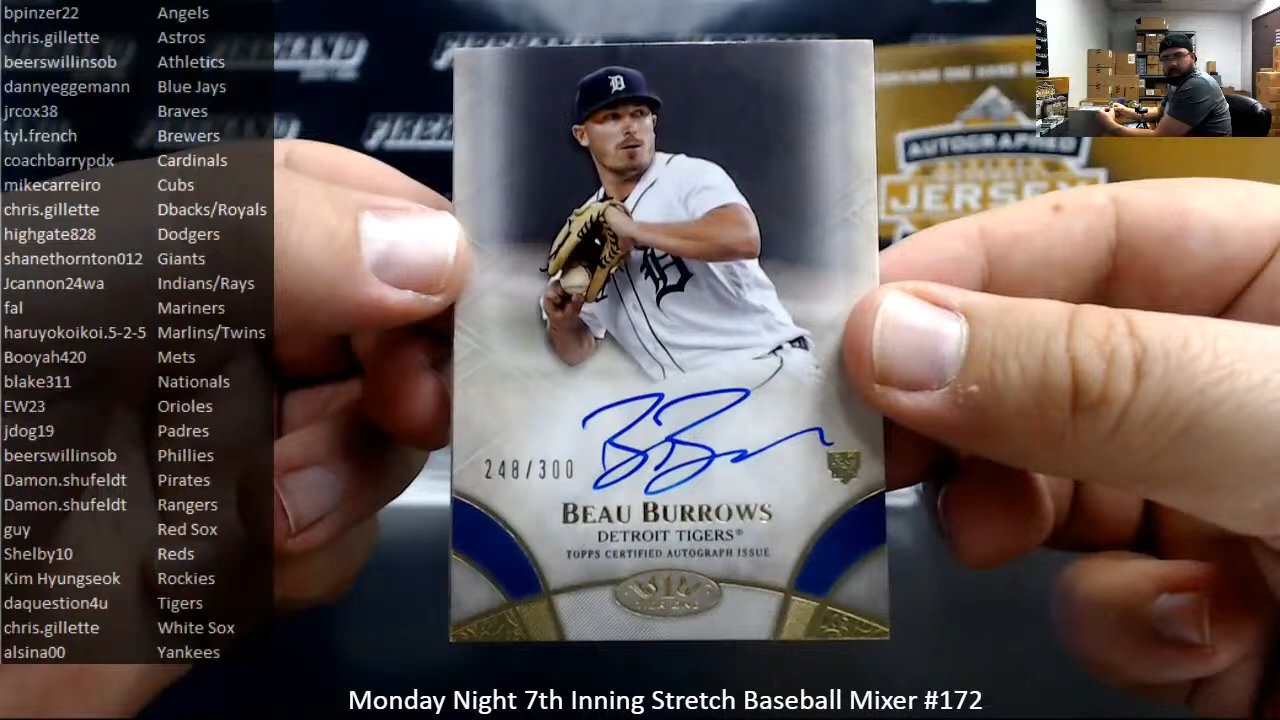 bpinzer22 Angels
chris.gillette Astros
beerswillinsob Athletics
dannyeggemann Blue Jays
jrcox38 Braves
tyl.french Brewers
coachbarrypdx Cardinals
mikecarreiro Cubs
chris.gillette Dbacks/Royals
highgate828 Dodgers
shanethornton012 Giants
Jcannon24wa Indians/Rays
fal Mariners
haruyokoikoi.5-2-5 Marlins/Twins
Booyah420 Mets
blake311 Nationals
EW23 Orioles
jdog19 Padres
beerswillinsob Phillies
Damon.shufeldt Pirates
Damon.shufeldt Rangers
guy Red Sox
Shelby10 Reds
Kim Hyungseok Rockies
daquestion4u Tigers
chris.gillette White Sox
alsina00 Yankees
AUTOGRAPHED
JERSEY
248/300
BEAU BURROWS
DETROIT TIGERS®
TOPPS CERTIFIED AUTOGRAPH ISSUE
Monday Night 7th Inning Stretch Baseball Mixer #172